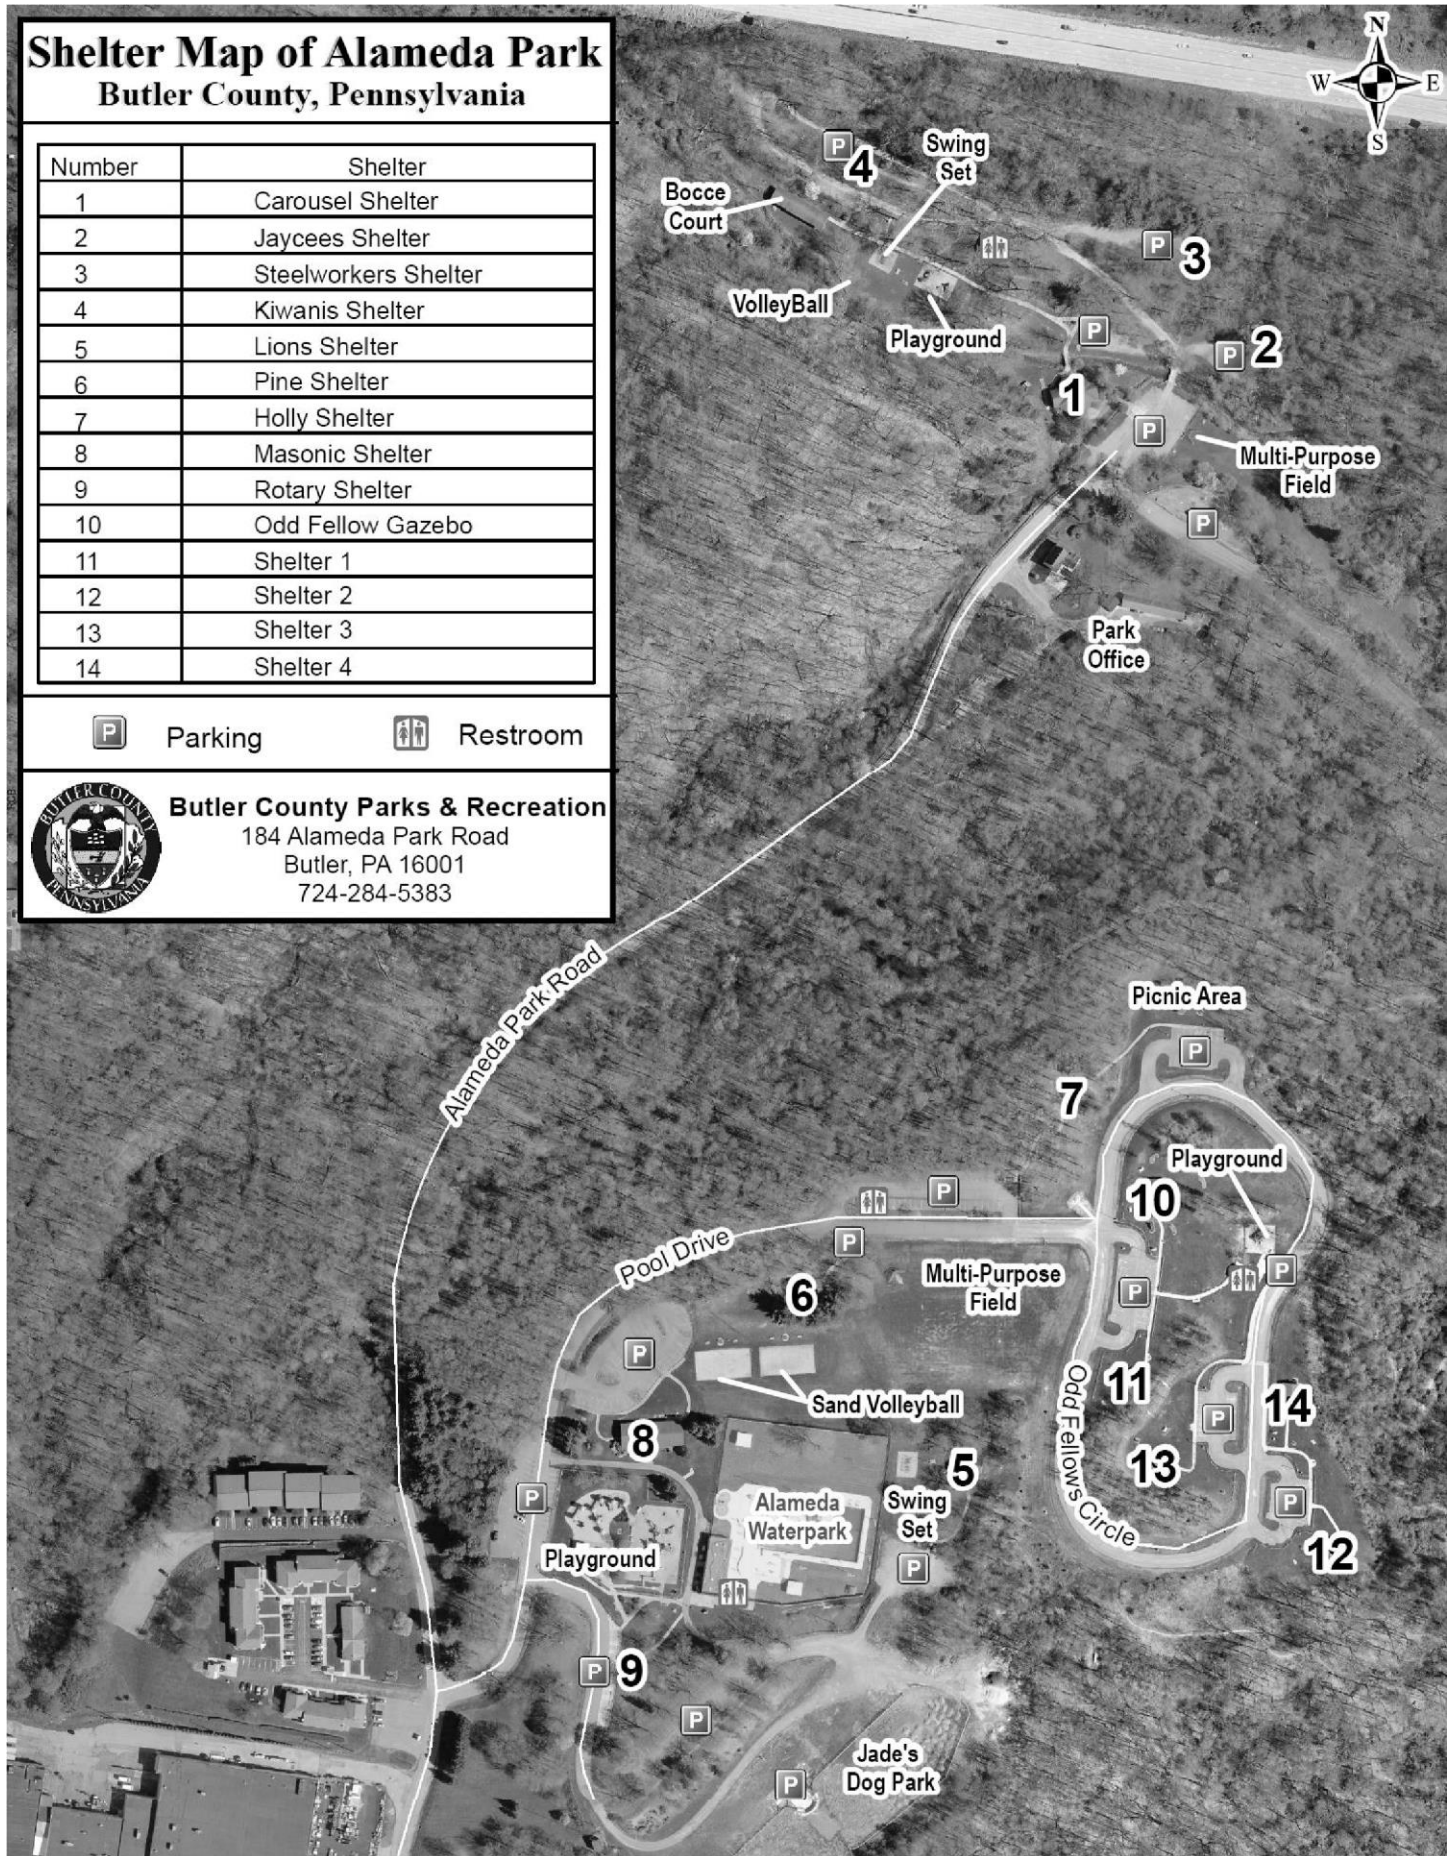 Shelter Map of Alameda Park
Butler County, Pennsylvania
Number Shelter
1 Carousel Shelter
2 Jaycees Shelter
3 Steelworkers Shelter
4 Kiwanis Shelter
5 Lions Shelter
6 Pine Shelter
7 Holly Shelter
8 Masonic Shelter
9 Rotary Shelter
10 Odd Fellow Gazebo
11 Shelter 1
12 Shelter 2
13 Shelter 3
14 Shelter 4
P Parking
Restroom
BUTLER COUNTY
PENNSYLVANIA
Butler County Parks & Recreation
184 Alameda Park Road
Butler, PA 16001
724-284-5383
N
W E
S
P
4
Swing
Set
Bocce
Court
P
3
VolleyBall
Playground
P
P
2
1
P
Multi-Purpose
Field
P
Park
Office
Alameda Park Road
Picnic Area
P
7
Playground
10
P
P
Pool Drive
Multi-Purpose
Field
6
P
P
P
Sand Volleyball
11
Odd Fellows Circle
P
14
13
8
5
P
Alameda
Waterpark
Swing
Set
P
12
Playground
P
P
9
P
Jade's
Dog Park
P